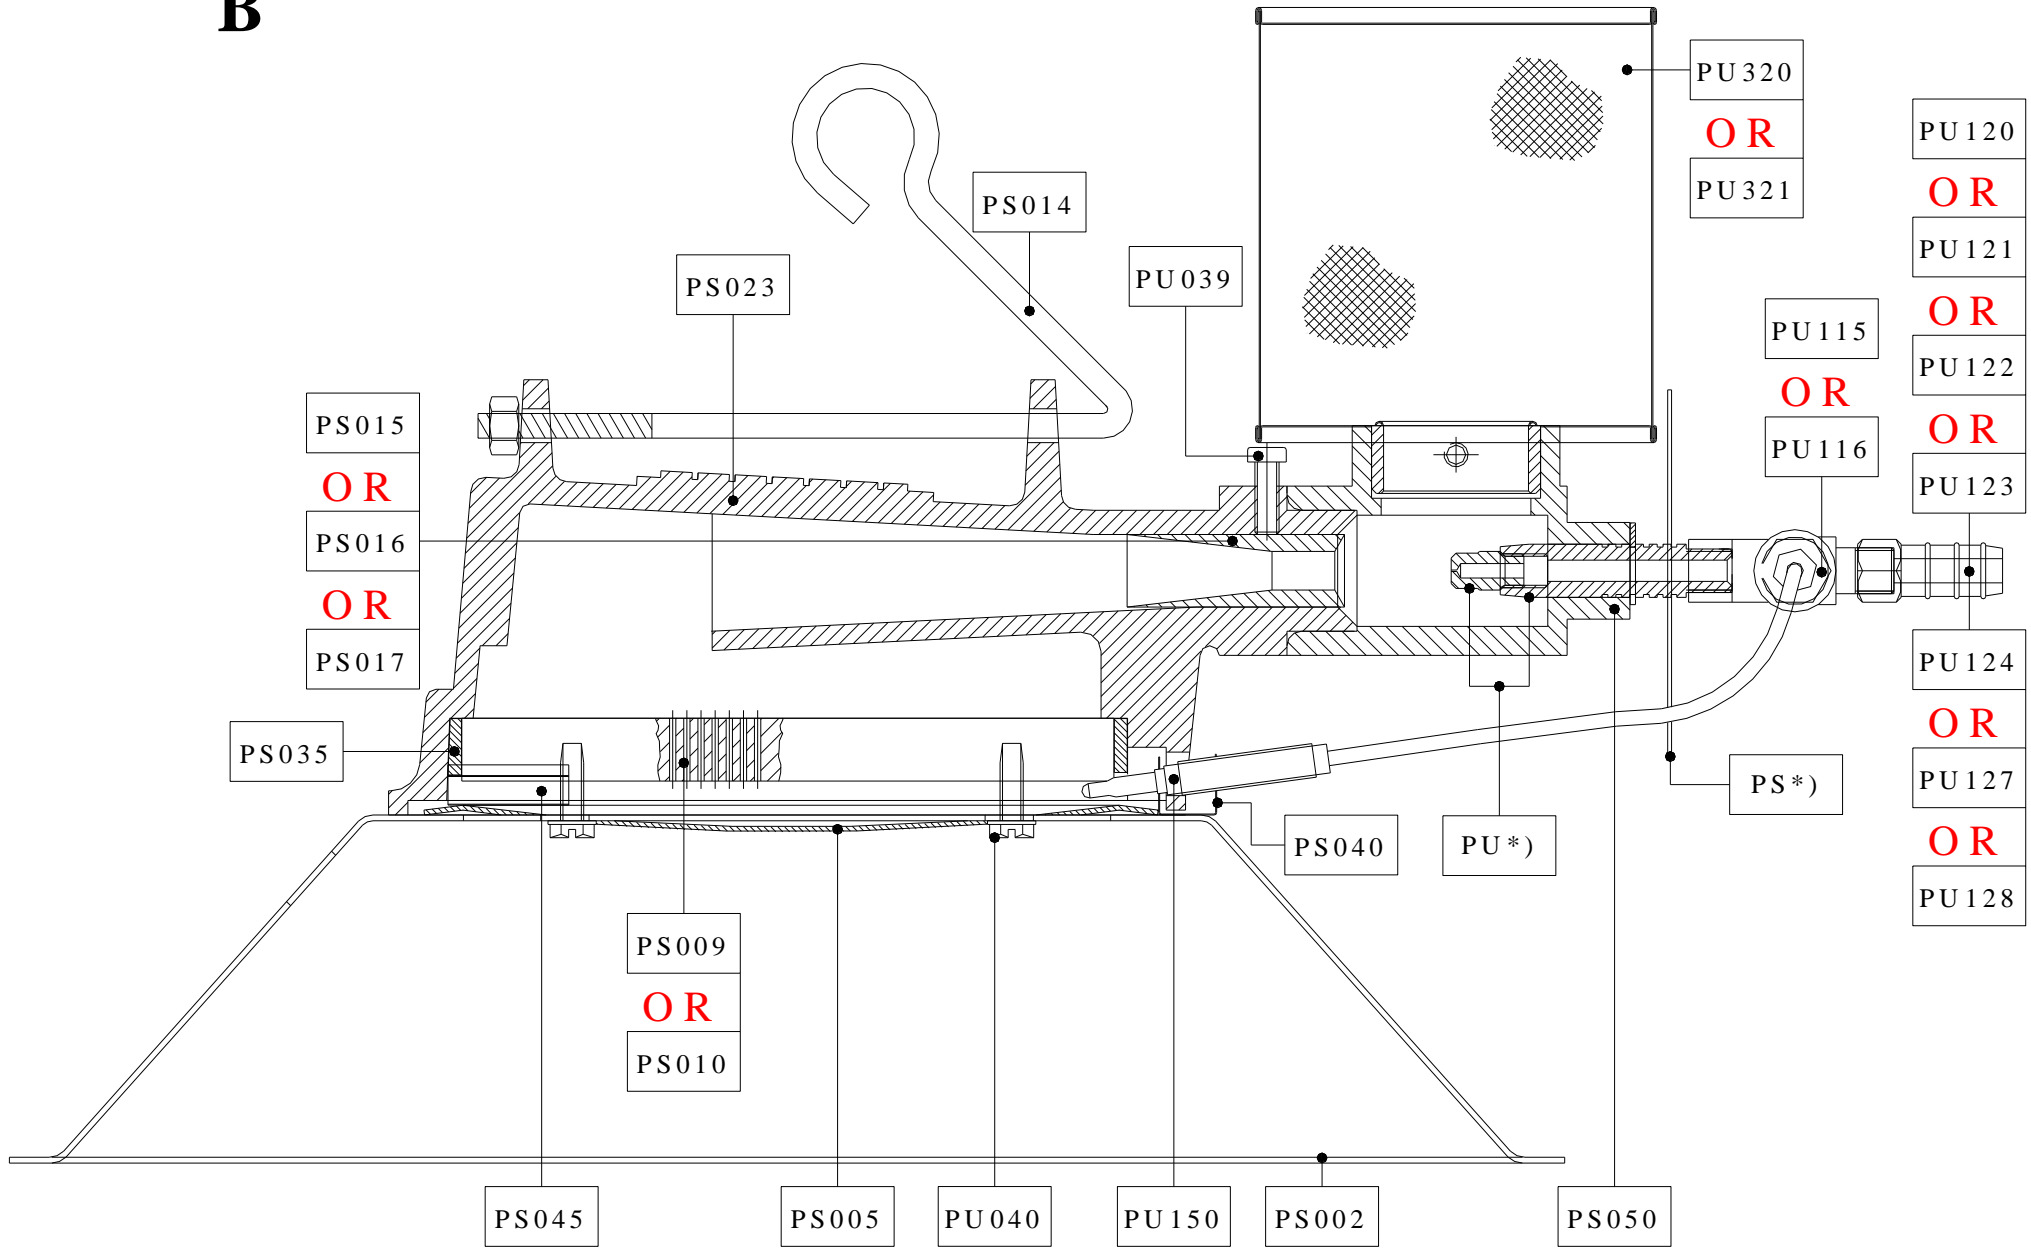 B
PU320
OR
PU321
PU120
OR
PU121
OR
PU122
OR
PU123
PS014
PS023
PU039
PU115
OR
PU116
PS015
OR
PS016
OR
PS017
PU124
OR
PU127
OR
PU128
PS035
PS*)
PS040
PU*)
PS009
OR
PS010
PS045
PS005
PU040
PU150
PS002
PS050